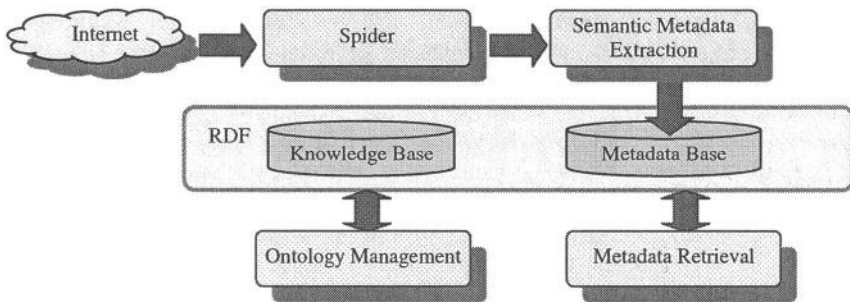 Internet
Spider
Semantic Metadata
Extraction
RDF
Knowledge Base
Metadata Base
Ontology Management
Metadata Retrieval